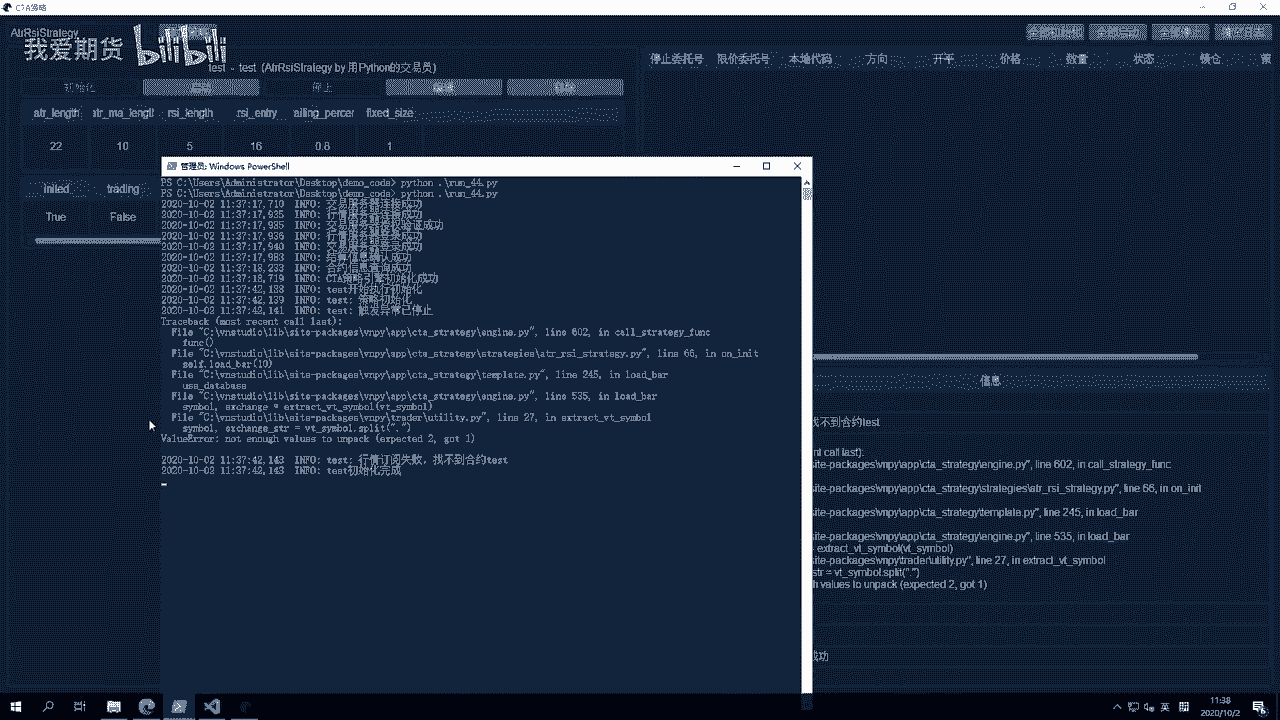 CTA策略
AtrRsiStrategy
我爱期货 bilibili
test - test (AtrRsiStrategy by 用Python的交易员)
初始化 启动 停止 编辑 移除
停止委托号 限价委托号 本地代码 方向 开平 价格 数量 状态 锁仓 策
atr_length atr_ma_lengtl rsi_length rsi_entry ailing_percer fixed_size
22 10 5 16 0.8 1
inited trading
True False
管理员: Windows PowerShell
PS C:\Users\Administrator\Desktop\demo_code> python .\run_44.py
PS C:\Users\Administrator\Desktop\demo_code> python .\run_44.py
2020-10-02 11:37:17,710 INFO: 交易服务器连接成功
2020-10-02 11:37:17,935 INFO: 行情服务器连接成功
2020-10-02 11:37:17,935 INFO: 交易服务器授权验证成功
2020-10-02 11:37:17,936 INFO: 行情服务器登录成功
2020-10-02 11:37:17,940 INFO: 交易服务器登录成功
2020-10-02 11:37:17,983 INFO: 结算信息确认成功
2020-10-02 11:37:18,233 INFO: 合约信息查询成功
2020-10-02 11:37:18,719 INFO: CTA策略引擎初始化成功
2020-10-02 11:37:42,138 INFO: test开始执行初始化
2020-10-02 11:37:42,139 INFO: test: 策略初始化
2020-10-02 11:37:42,141 INFO: test: 触发异常已停止
Traceback (most recent call last):
File "C:\vnstudio\lib\site-packages\vnpy\app\cta_strategy\engine.py", line 602, in call_strategy_func
func()
File "C:\vnstudio\lib\site-packages\vnpy\app\cta_strategy\strategies\atr_rsi_strategy.py", line 66, in on_init
self.load_bar(10)
File "C:\vnstudio\lib\site-packages\vnpy\app\cta_strategy\template.py", line 245, in load_bar
use_database
File "C:\vnstudio\lib\site-packages\vnpy\app\cta_strategy\engine.py", line 535, in load_bar
symbol, exchange = extract_vt_symbol(vt_symbol)
File "C:\vnstudio\lib\site-packages\vnpy\trader\utility.py", line 27, in extract_vt_symbol
symbol, exchange_str = vt_symbol.split(".")
ValueError: not enough values to unpack (expected 2, got 1)
2020-10-02 11:37:42,143 INFO: test: 行情订阅失败，找不到合约test
2020-10-02 11:37:42,143 INFO: test初始化完成
信息
找不到合约test
nt call last):
site-packages\vnpy\app\cta_strategy\engine.py", line 602, in call_strategy_func
site-packages\vnpy\app\cta_strategy\strategies\atr_rsi_strategy.py", line 66, in on_init
site-packages\vnpy\app\cta_strategy\template.py", line 245, in load_bar
site-packages\vnpy\app\cta_strategy\engine.py", line 535, in load_bar
= extract_vt_symbol(vt_symbol)
site-packages\vnpy\trader\utility.py", line 27, in extract_vt_symbol
str = vt_symbol.split(".")
h values to unpack (expected 2, got 1)
成功
英 拼
11:38
2020/10/2